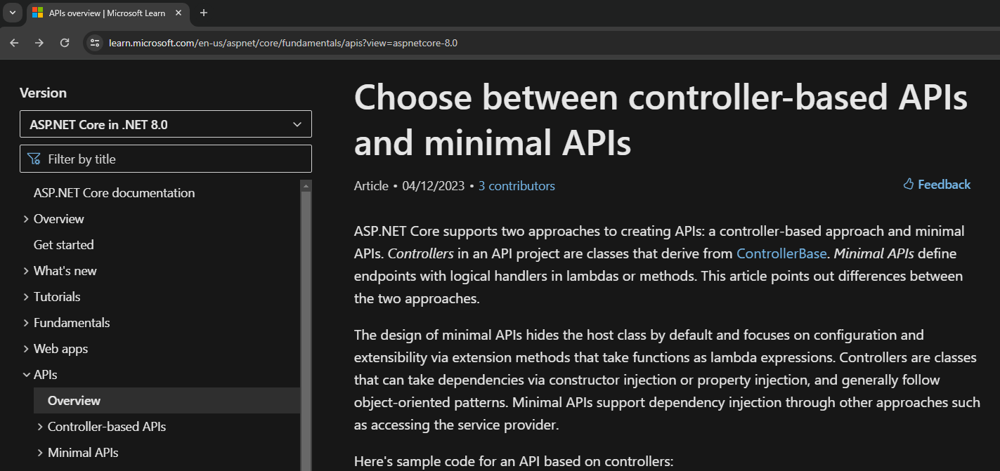 APIs overview | Microsoft Learn
learn.microsoft.com/en-us/aspnet/core/fundamentals/apis?view=aspnetcore-8.0
Version
ASP.NET Core in .NET 8.0
Filter by title
ASP.NET Core documentation
Overview
Get started
What's new
Tutorials
Fundamentals
Web apps
APIs
Overview
Controller-based APIs
Minimal APIs
Choose between controller-based APIs
and minimal APIs
Article • 04/12/2023 • 3 contributors
Feedback
ASP.NET Core supports two approaches to creating APIs: a controller-based approach and minimal
APIs. Controllers in an API project are classes that derive from ControllerBase. Minimal APIs define
endpoints with logical handlers in lambdas or methods. This article points out differences between
the two approaches.
The design of minimal APIs hides the host class by default and focuses on configuration and
extensibility via extension methods that take functions as lambda expressions. Controllers are classes
that can take dependencies via constructor injection or property injection, and generally follow
object-oriented patterns. Minimal APIs support dependency injection through other approaches such
as accessing the service provider.
Here's sample code for an API based on controllers: